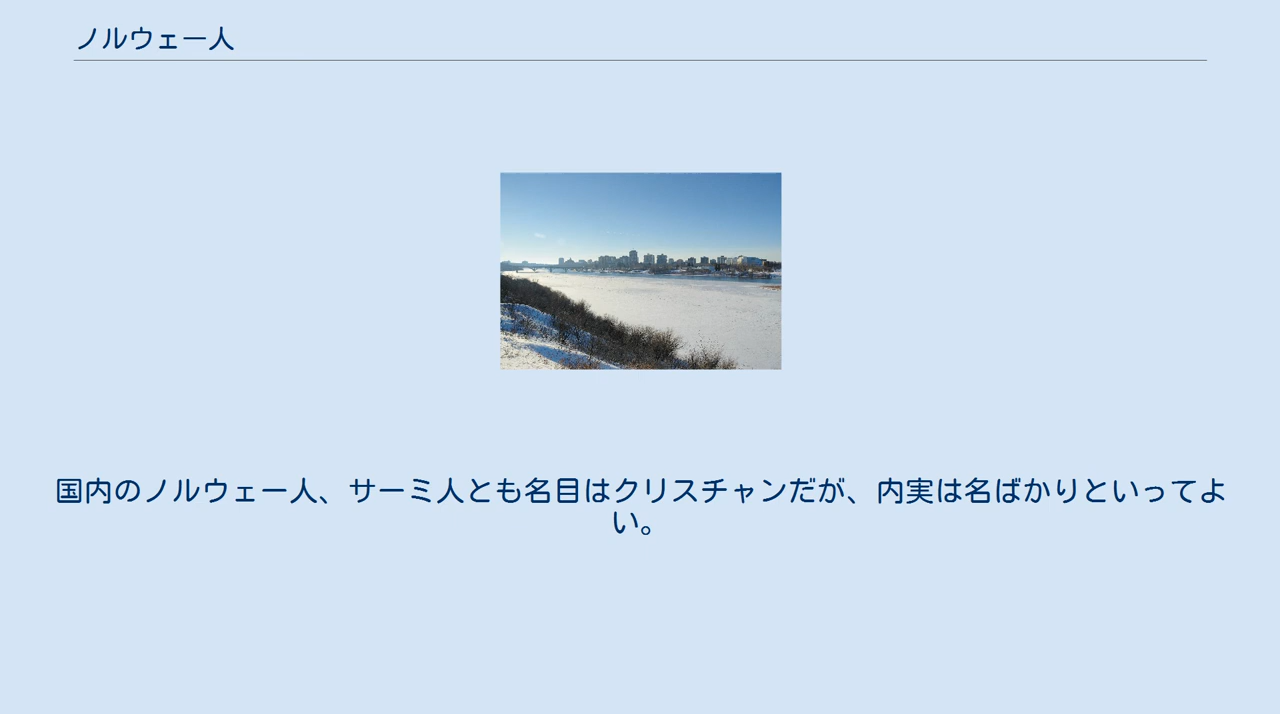 ノルウェー人
国内のノルウェー人、サーミ人とも名目はクリスチャンだが、内実は名ばかりといってよ
い。